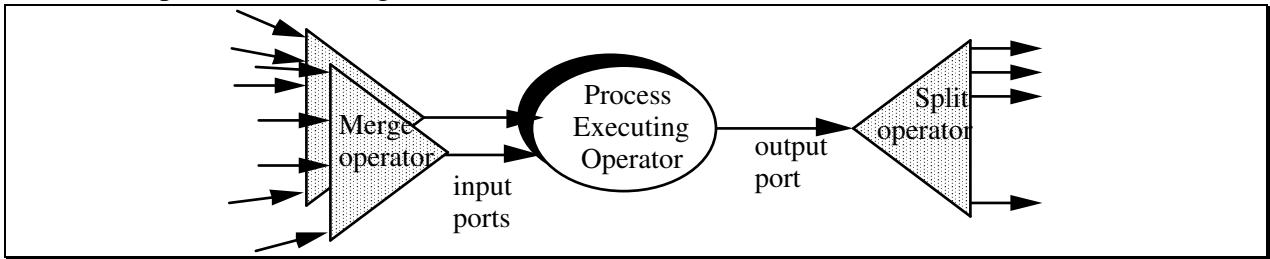 Merge
operator
input
ports
Process
Executing
Operator
output
port
Split
operator